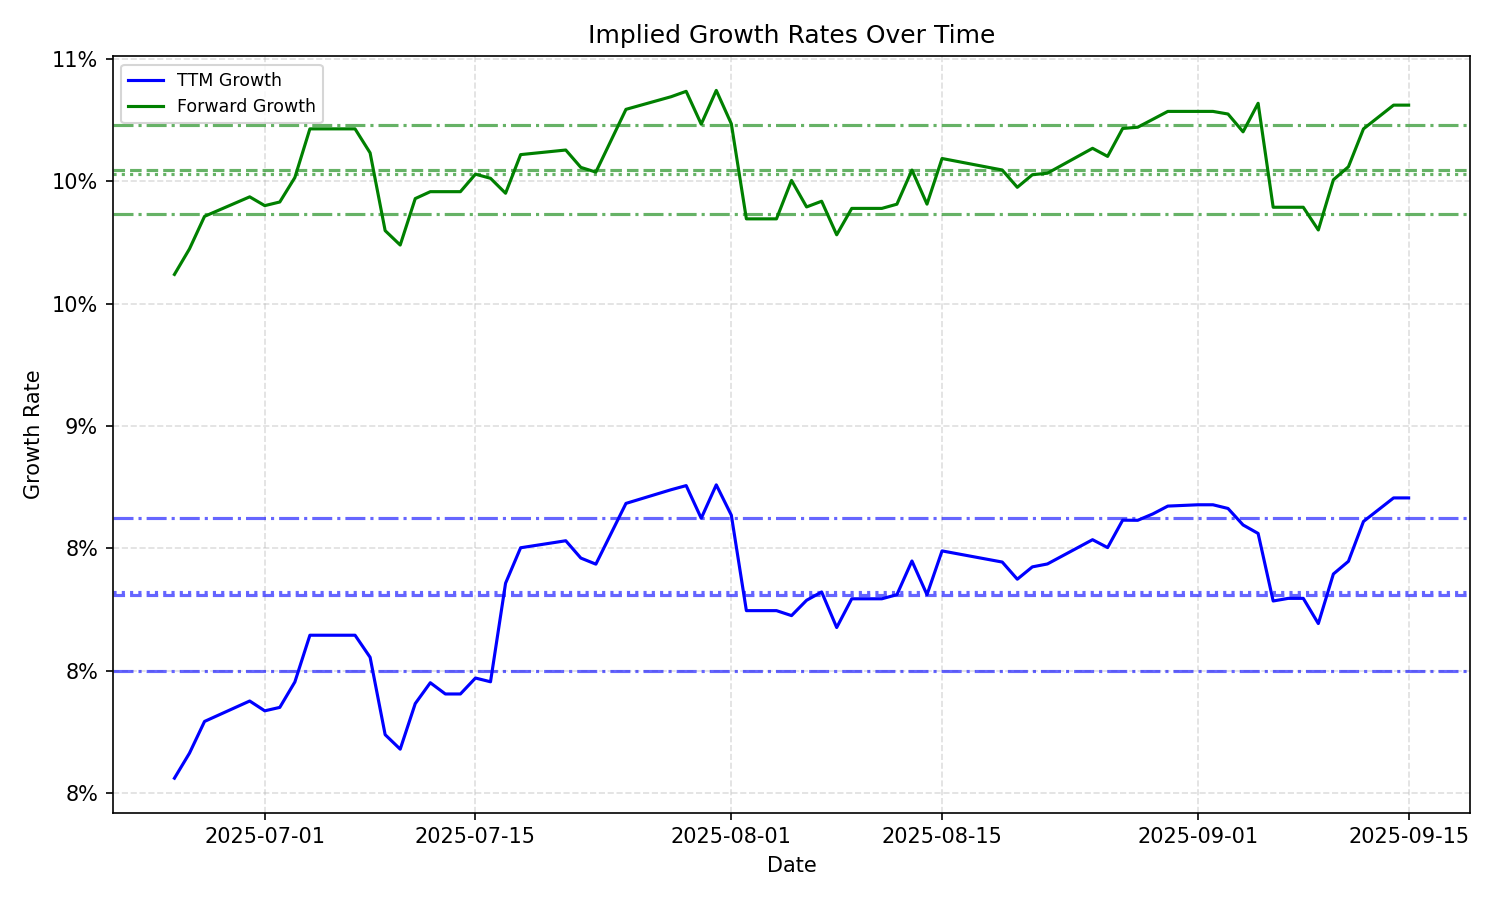 Implied Growth Rates Over Time
TTM Growth
Forward Growth
11%
10%
10%
9%
8%
8%
8%
Growth Rate
2025-07-01
2025-07-15
2025-08-01
2025-08-15
2025-09-01
2025-09-15
Date